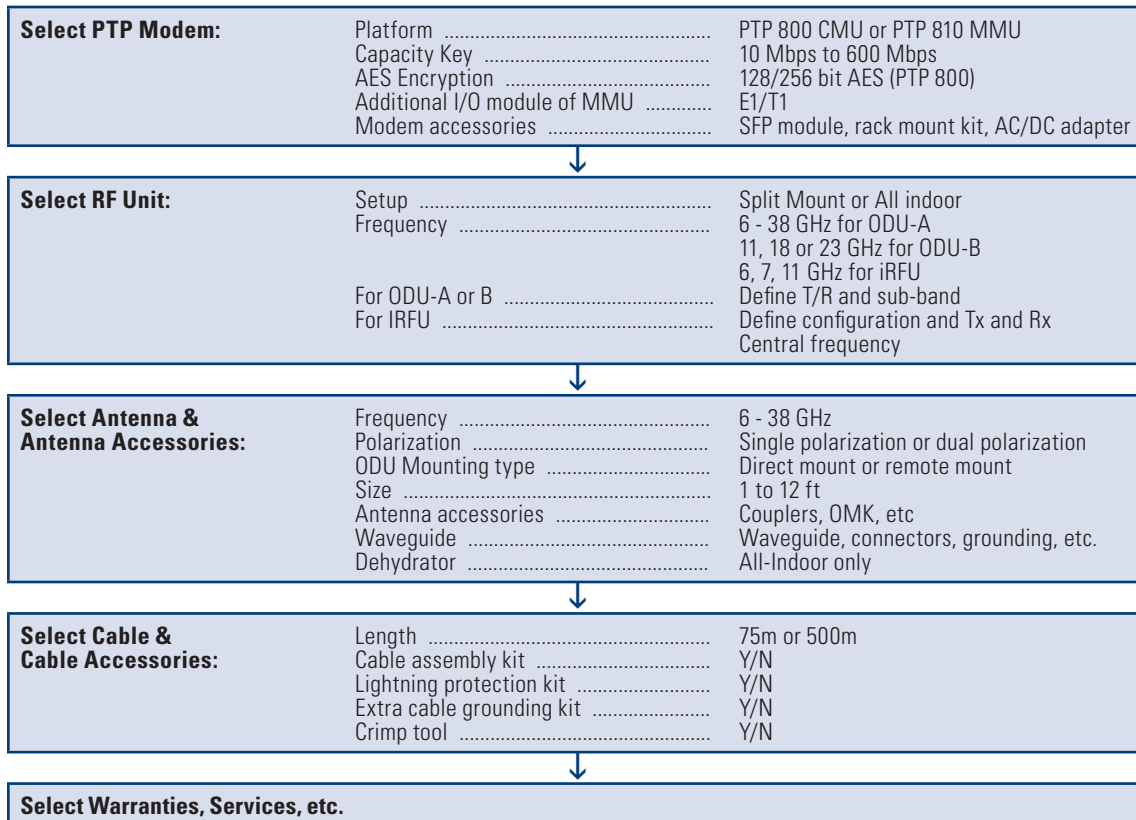 Select PTP Modem: Platform ................................................. PTP 800 CMU or PTP 810 MMU
Capacity Key .............................................. 10 Mbps to 600 Mbps
AES Encryption ...................................... 128/256 bit AES (PTP 800)
Additional I/O module of MMU ............ E1/T1
Modem accessories .............................. SFP module, rack mount kit, AC/DC adapter
Select RF Unit: Setup ..................................................... Split Mount or All indoor
Frequency .............................................. 6 - 38 GHz for ODU-A
11, 18 or 23 GHz for ODU-B
6, 7, 11 GHz for iRFU
For ODU-A or B ...................................... Define T/R and sub-band
For IRFU .................................................. Define configuration and Tx and Rx
Central frequency
Select Antenna & Frequency .............................................. 6 - 38 GHz
Antenna Accessories: Polarization ........................................... Single polarization or dual polarization
ODU Mounting type .............................. Direct mount or remote mount
Size ........................................................ 1 to 12 ft
Antenna accessories ............................ Couplers, OMK, etc
Waveguide ............................................ Waveguide, connectors, grounding, etc.
Dehydrator ............................................ All-Indoor only
Select Cable & Length .................................................... 75m or 500m
Cable Accessories: Cable assembly kit ................................ Y/N
Lightning protection kit ........................ Y/N
Extra cable grounding kit ...................... Y/N
Crimp tool .............................................. Y/N
Select Warranties, Services, etc.